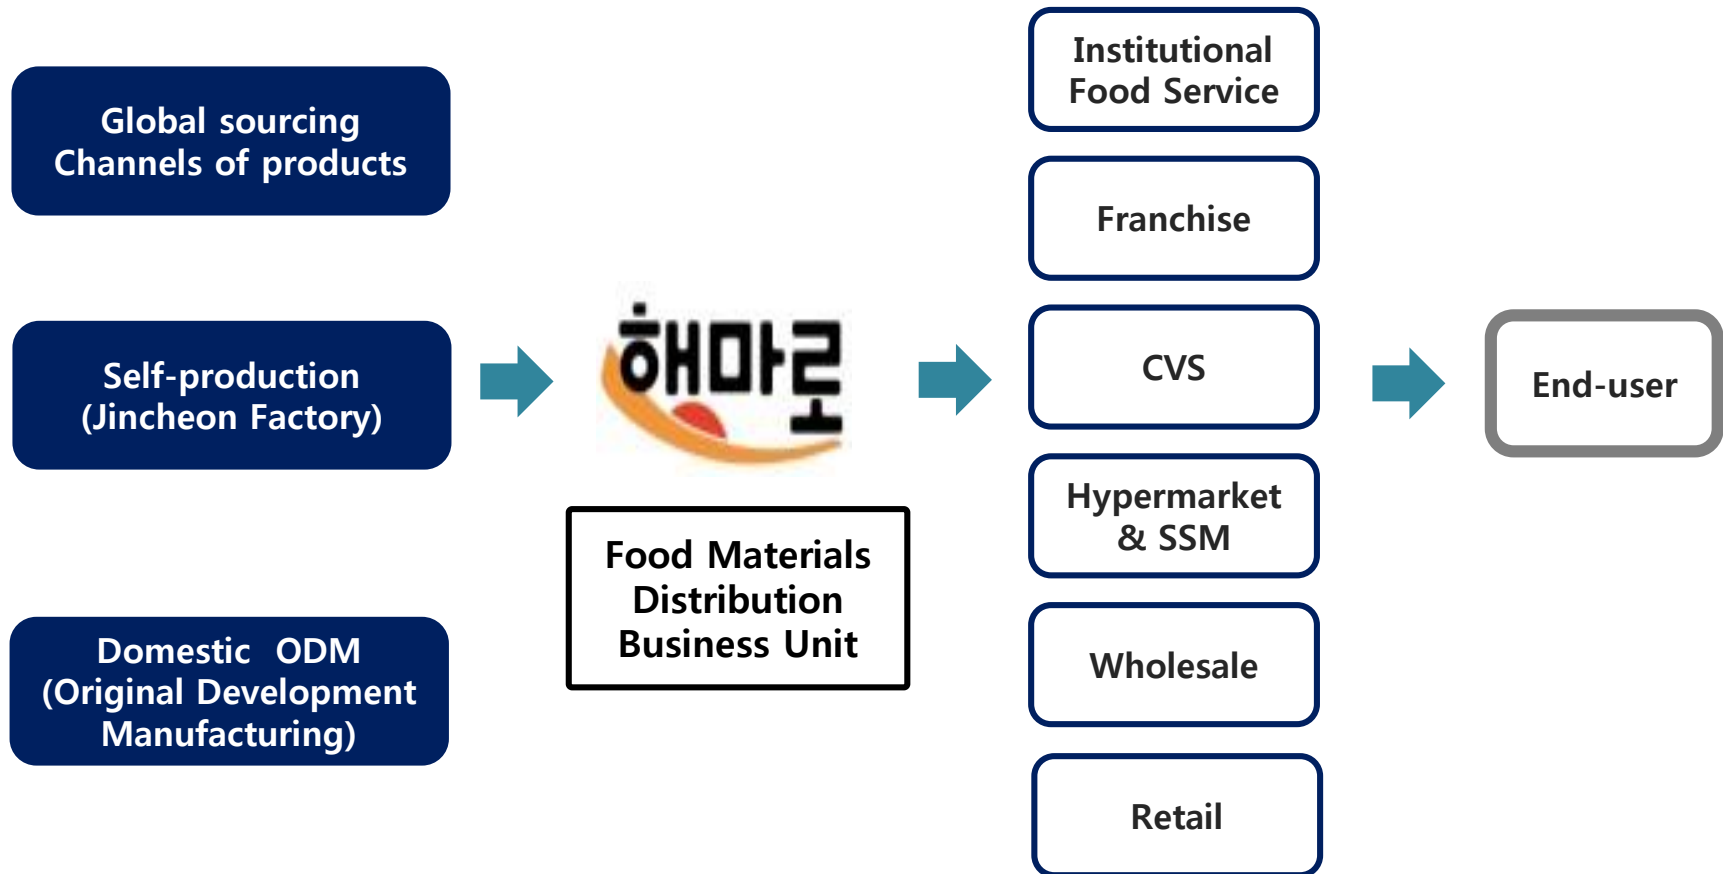 Global sourcing
Channels of products
Self-production
(Jincheon Factory)
Domestic ODM
(Original Development
Manufacturing)
해마로
Food Materials
Distribution
Business Unit
Institutional
Food Service
Franchise
CVS
Hypermarket
& SSM
Wholesale
Retail
End-user